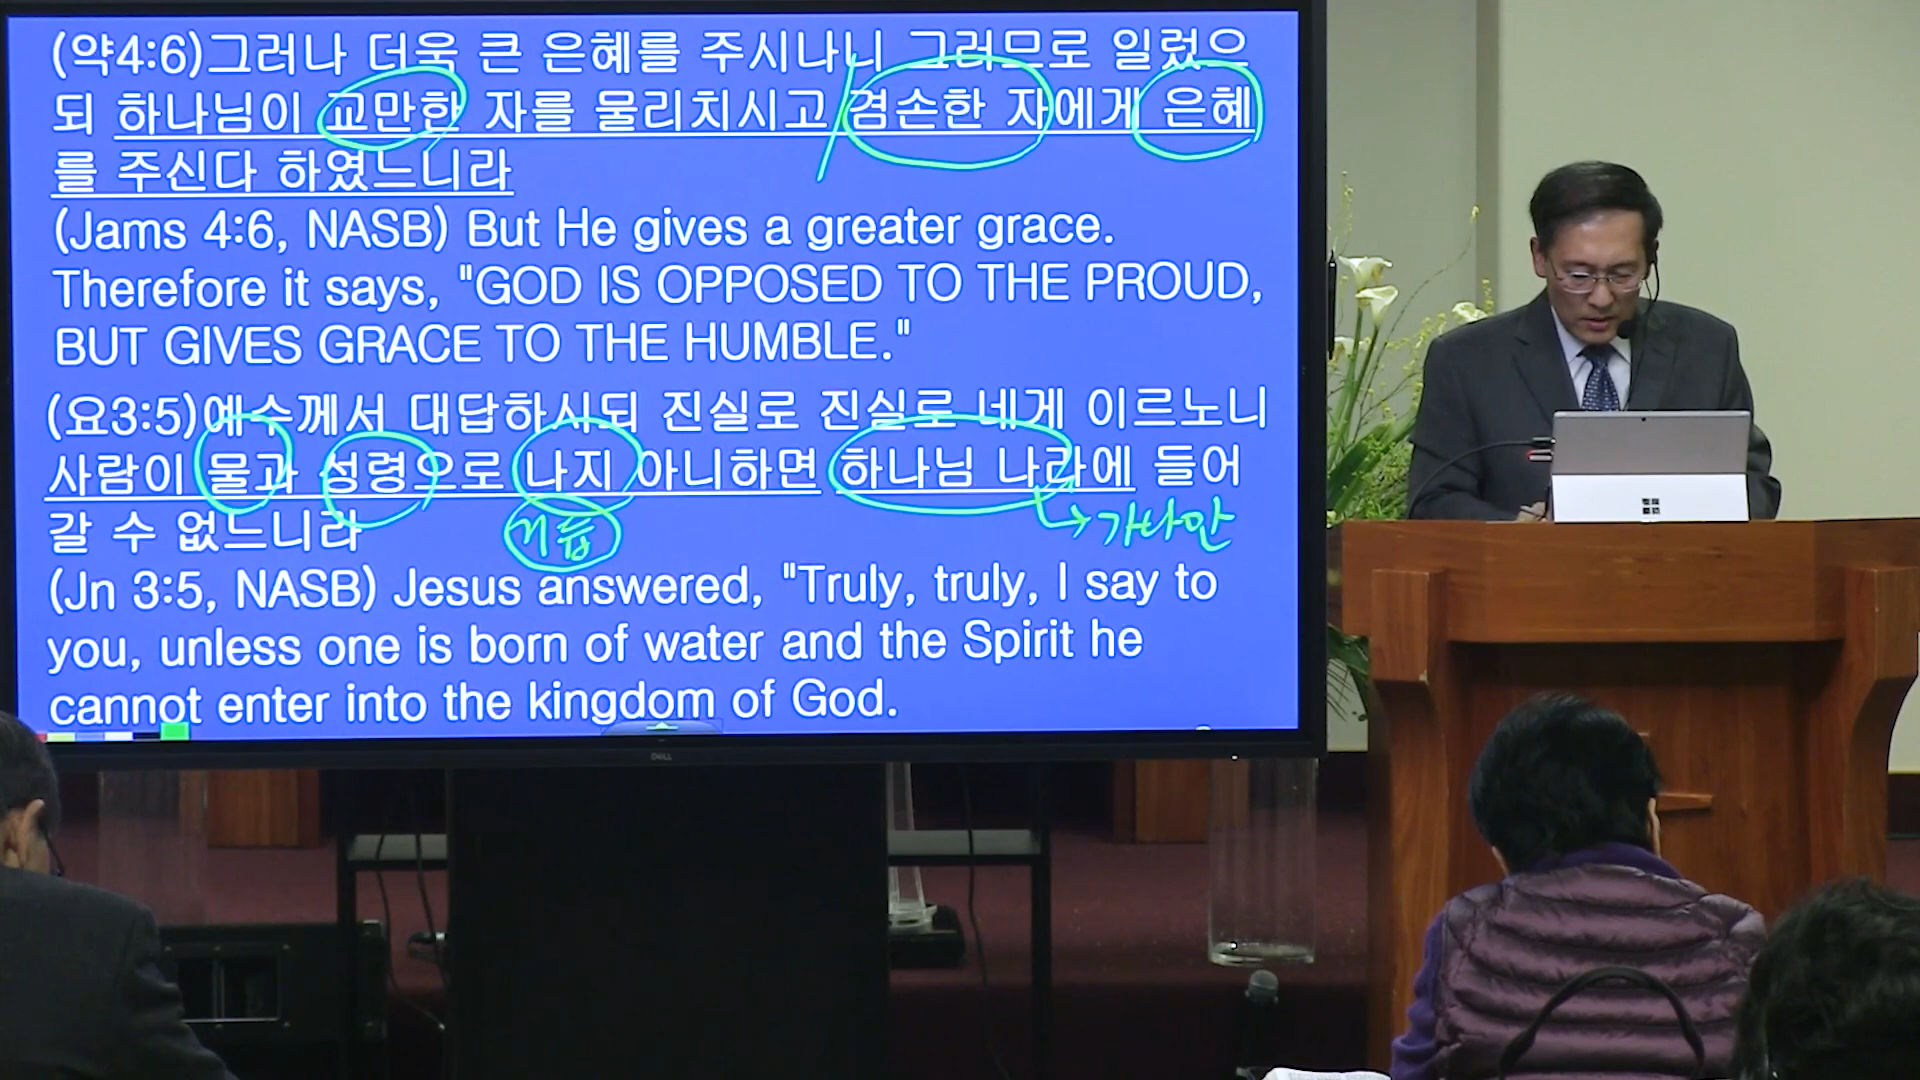 (약4:6)그러나 더욱 큰 은혜를 주시나니 그러므로 일렀으
되 하나님이 교만한 자를 물리치시고 겸손한 자에게 은혜
를 주신다 하였느니라
(Jams 4:6, NASB) But He gives a greater grace.
Therefore it says, "GOD IS OPPOSED TO THE PROUD,
BUT GIVES GRACE TO THE HUMBLE."
(요3:5)예수께서 대답하시되 진실로 진실로 네게 이르노니
사람이 물과 성령으로 나지 아니하면 하나님 나라에 들어
갈 수 없느니라
거듭
가나안
(Jn 3:5, NASB) Jesus answered, "Truly, truly, I say to
you, unless one is born of water and the Spirit he
cannot enter into the kingdom of God.
DELL